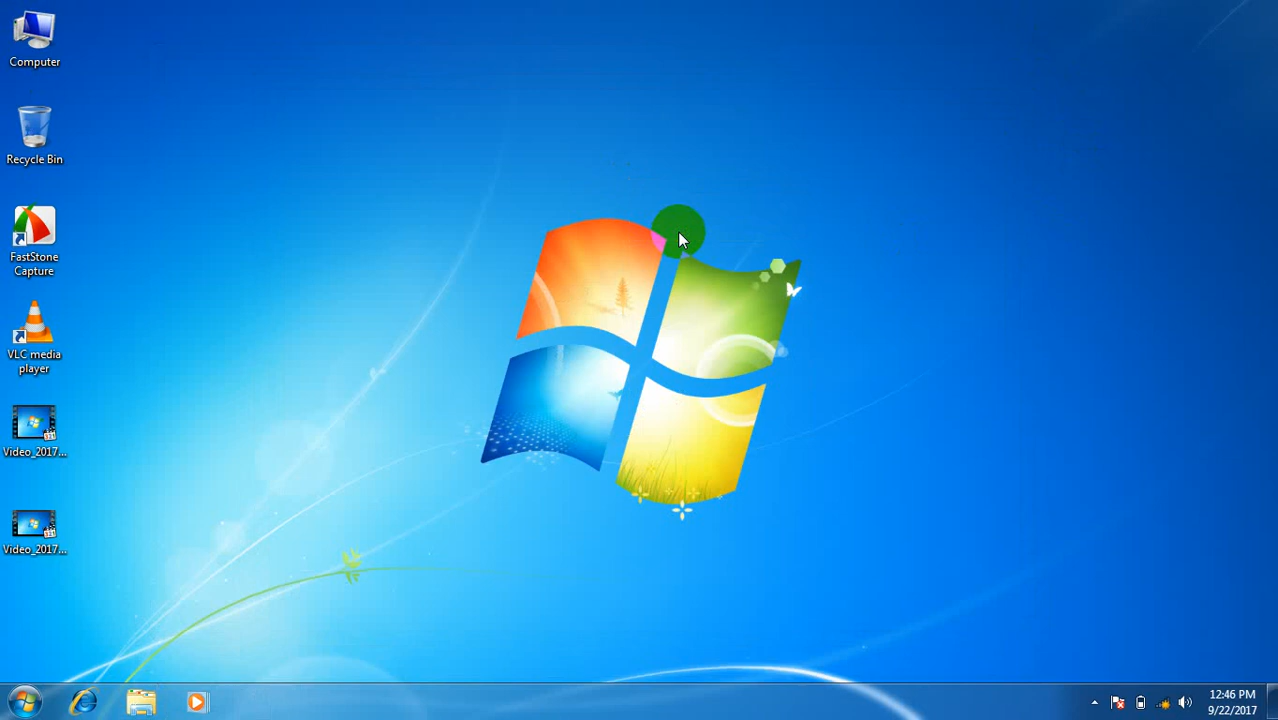 Computer
Recycle Bin
FastStone
Capture
VLC media
player
Video_2017...
Video_2017...
12:46 PM
9/22/2017